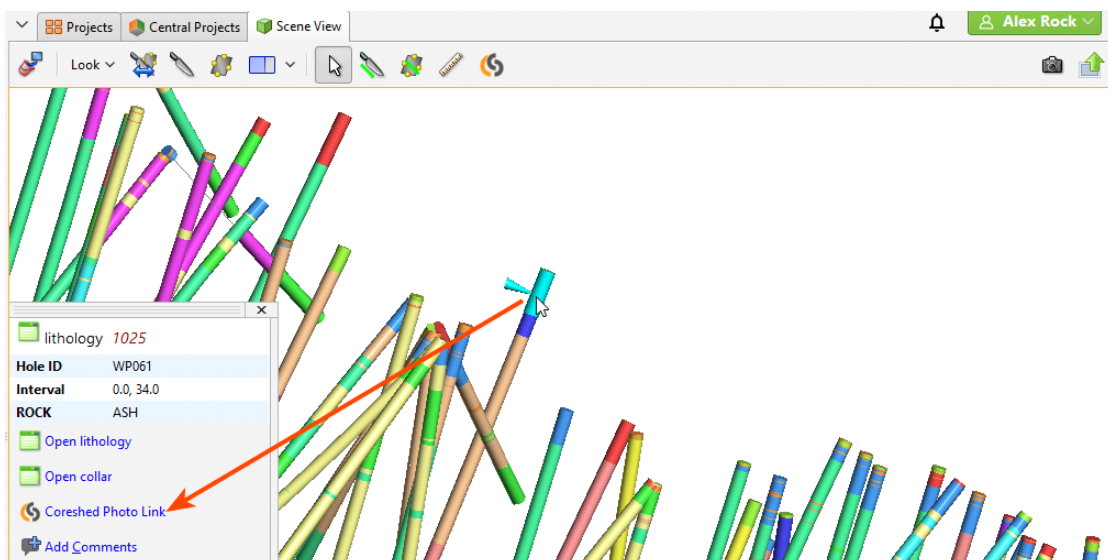 Projects Central Projects Scene View Alex Rock
Look
x
lithology 1025
Hole ID WP061
Interval 0.0, 34.0
ROCK ASH
Open lithology
Open collar
Coreshed Photo Link
Add Comments